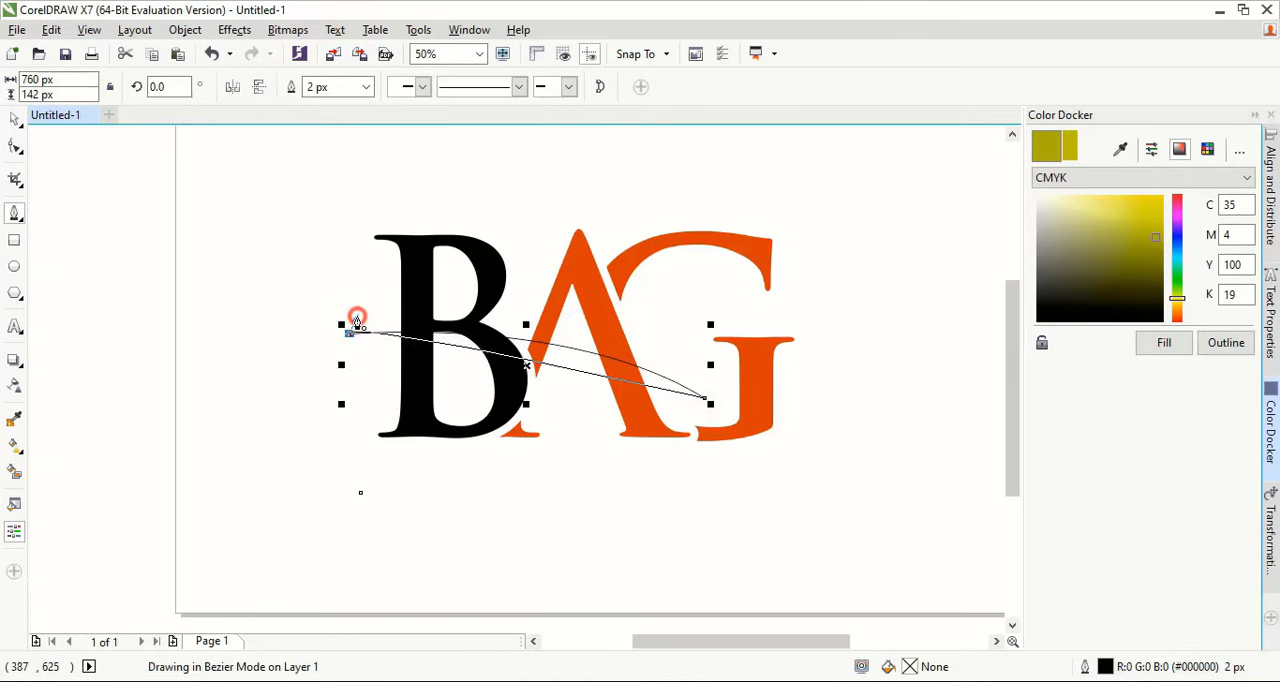 CorelDRAW X7 (64-Bit Evaluation Version) - Untitled-1
File Edit View Layout Object Effects Bitmaps Text Table Tools Window Help
50% Snap To
760 px
142 px
0.0 ° 2 px
Untitled-1
BAG
Color Docker
CMYK
C 35
M 4
Y 100
K 19
Fill Outline
Align and Distribute
Text Properties
Color Docker
Transformati...
1 of 1 Page 1
(387 , 625 ) Drawing in Bezier Mode on Layer 1 None R:0 G:0 B:0 (#000000) 2 px